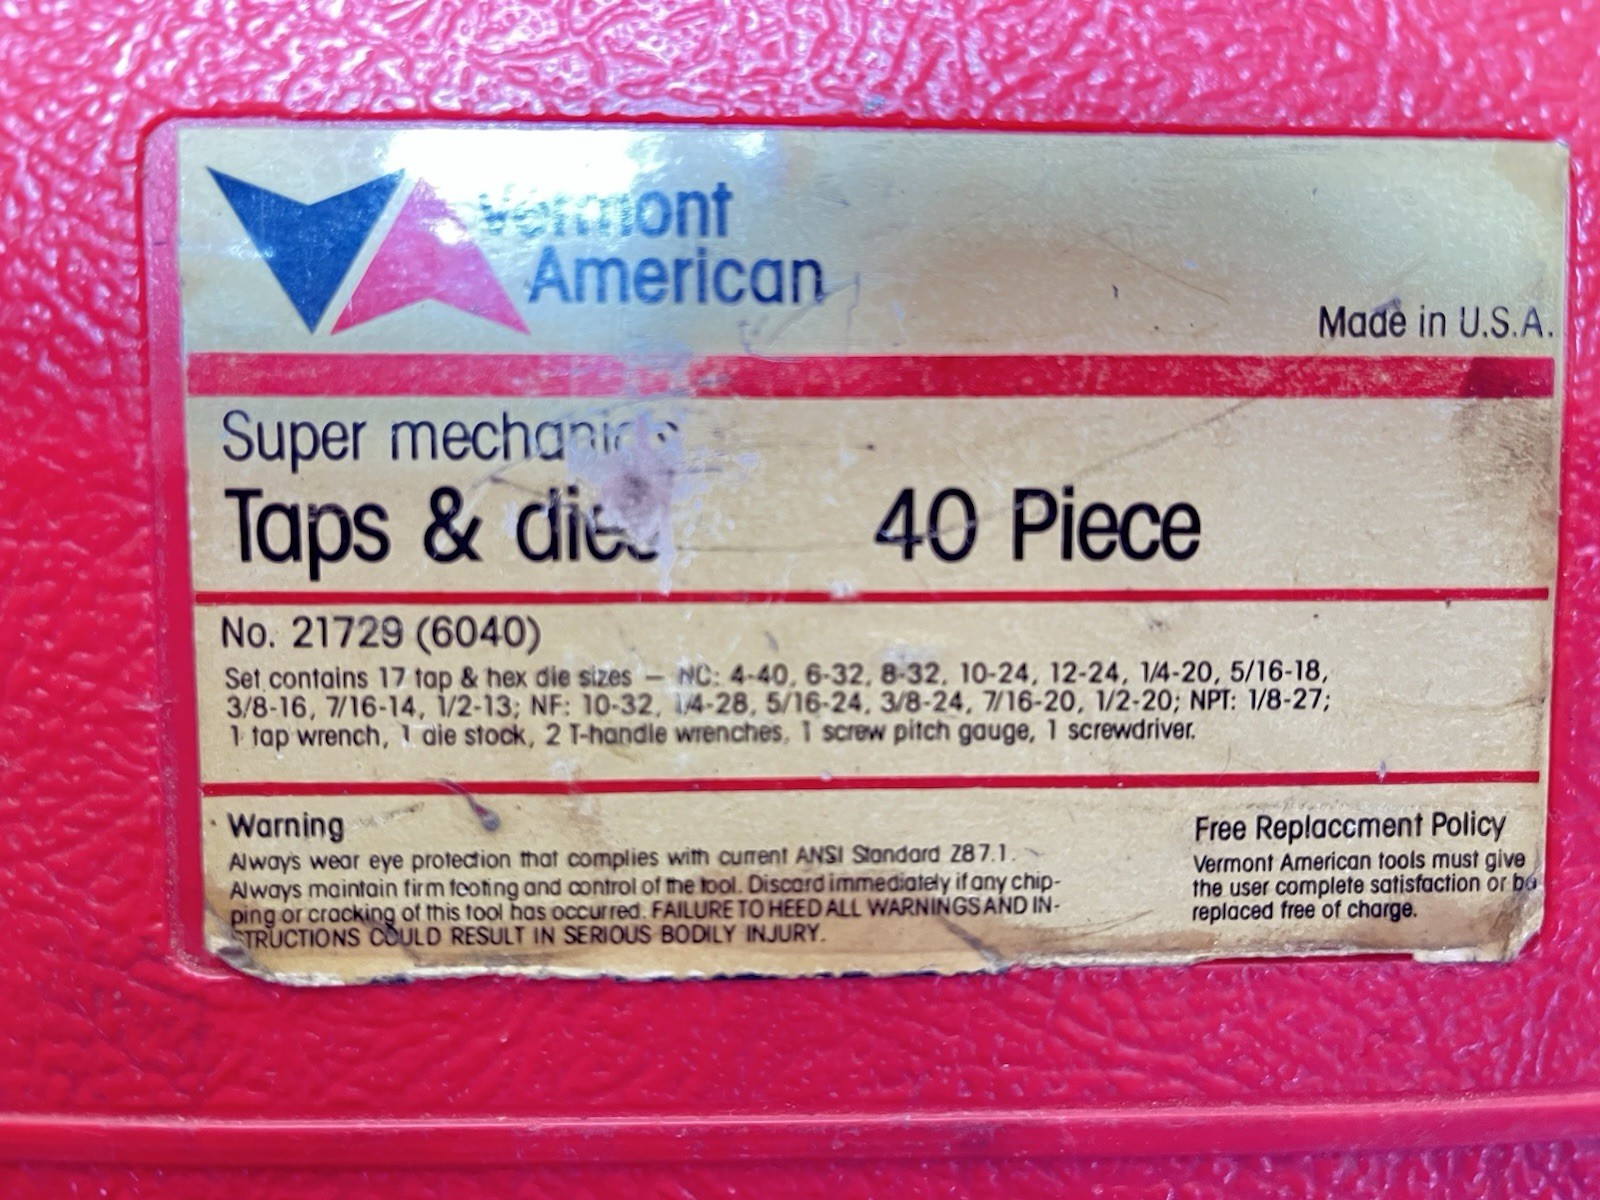 Vermont
American
Made in U.S.A.
Super mechanics
Taps & dies 40 Piece
No. 21729 (6040)
Set contains 17 tap & hex die sizes — NC: 4-40, 6-32, 8-32, 10-24, 12-24, 1/4-20, 5/16-18,
3/8-16, 7/16-14, 1/2-13; NF: 10-32, 1/4-28, 5/16-24, 3/8-24, 7/16-20, 1/2-20; NPT: 1/8-27;
1 tap wrench, 1 die stock, 2 T-handle wrenches, 1 screw pitch gauge, 1 screwdriver.
Warning
Always wear eye protection that complies with current ANSI Standard Z87.1.
Always maintain firm footing and control of the tool. Discard immediately if any chip-
ping or cracking of this tool has occurred. FAILURE TO HEED ALL WARNINGS AND IN-
STRUCTIONS COULD RESULT IN SERIOUS BODILY INJURY.
Free Replacement Policy
Vermont American tools must give
the user complete satisfaction or be
replaced free of charge.